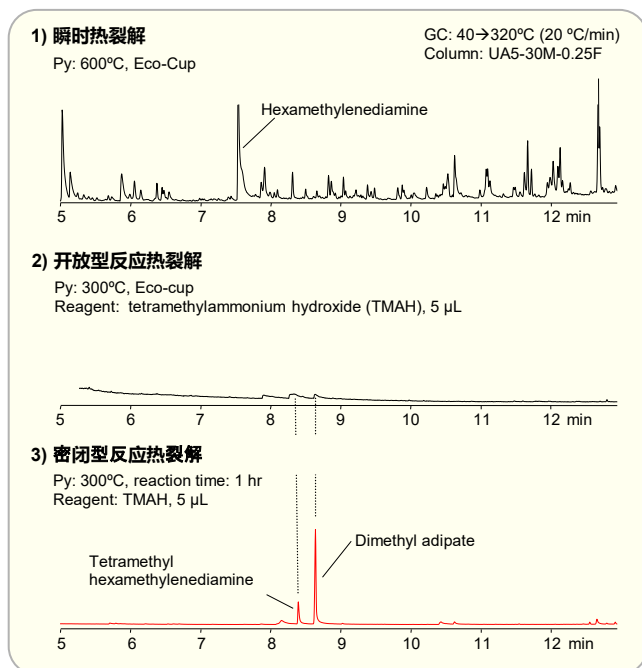 1) 瞬时热裂解
Py: 600ºC, Eco-Cup
GC: 40→320ºC (20 ºC/min)
Column: UA5-30M-0.25F
Hexamethylenediamine
5 6 7 8 9 10 11 12 min
2) 开放型反应热裂解
Py: 300ºC, Eco-cup
Reagent: tetramethylammonium hydroxide (TMAH), 5 µL
5 6 7 8 9 10 11 12 min
3) 密闭型反应热裂解
Py: 300ºC, reaction time: 1 hr
Reagent: TMAH, 5 µL
Dimethyl adipate
Tetramethyl
hexamethylenediamine
5 6 7 8 9 10 11 12 min